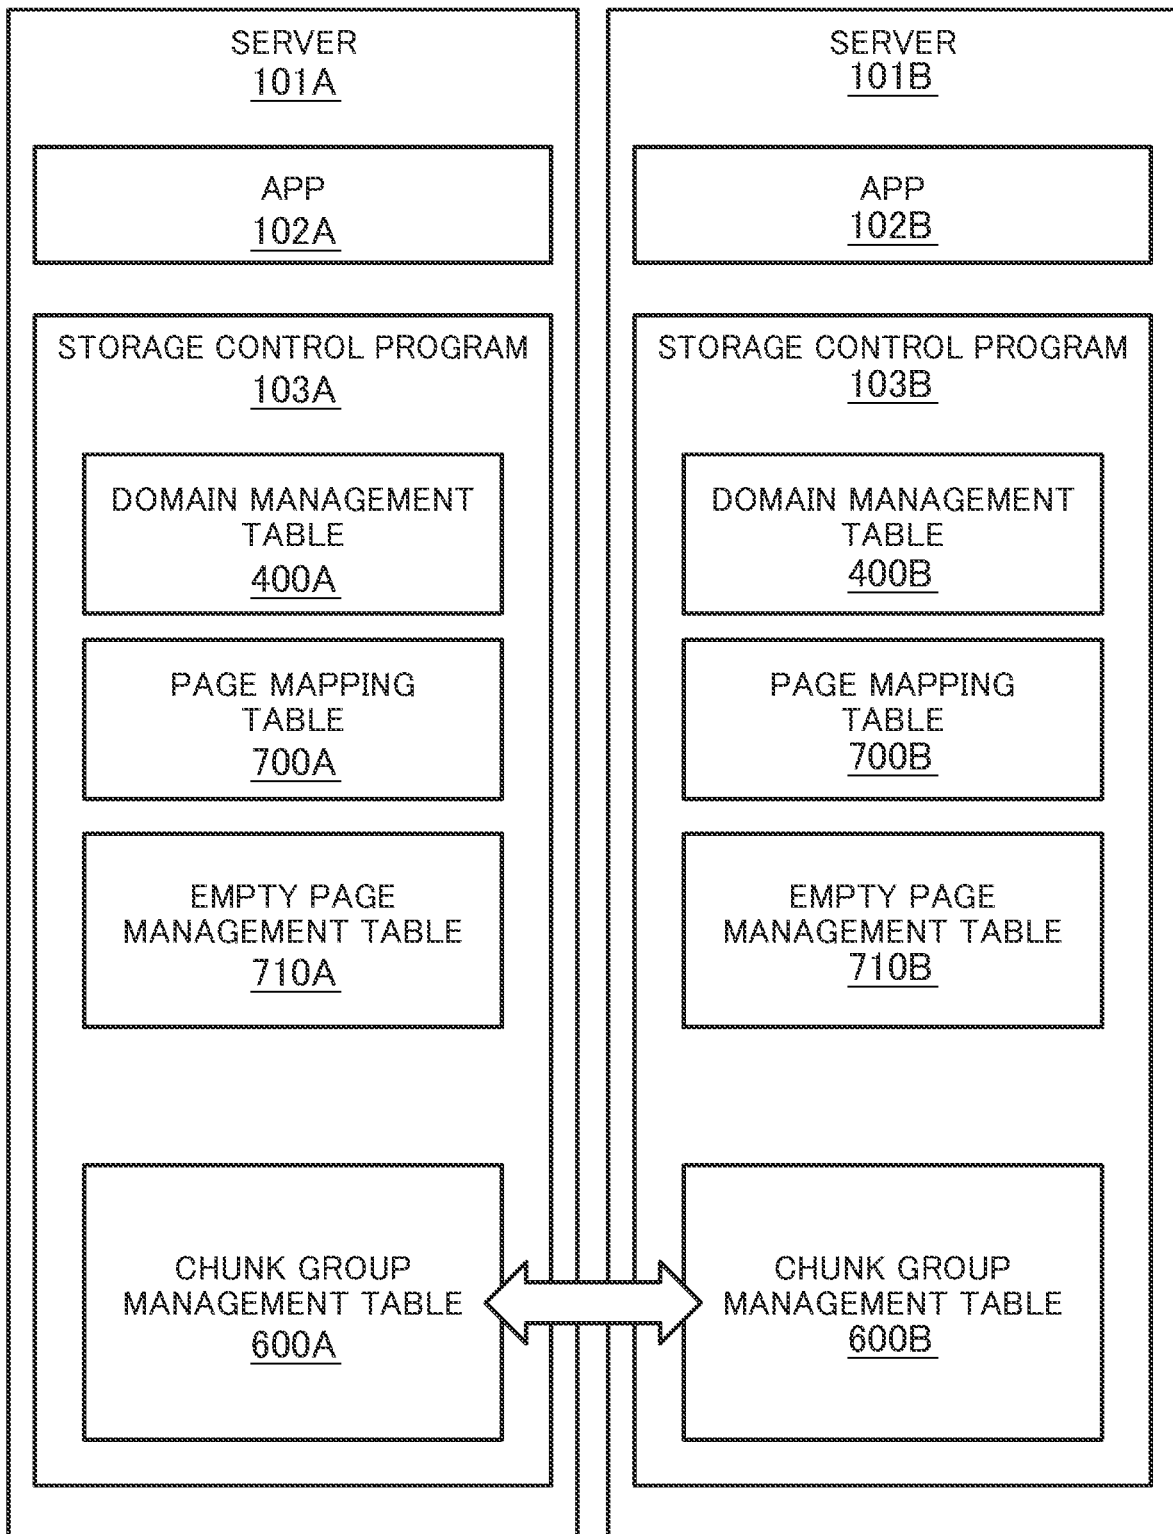 SERVER
101A
APP
102A
STORAGE CONTROL PROGRAM
103A
DOMAIN MANAGEMENT
TABLE
400A
PAGE MAPPING
TABLE
700A
EMPTY PAGE
MANAGEMENT TABLE
710A
CHUNK GROUP
MANAGEMENT TABLE
600A
SERVER
101B
APP
102B
STORAGE CONTROL PROGRAM
103B
DOMAIN MANAGEMENT
TABLE
400B
PAGE MAPPING
TABLE
700B
EMPTY PAGE
MANAGEMENT TABLE
710B
CHUNK GROUP
MANAGEMENT TABLE
600B